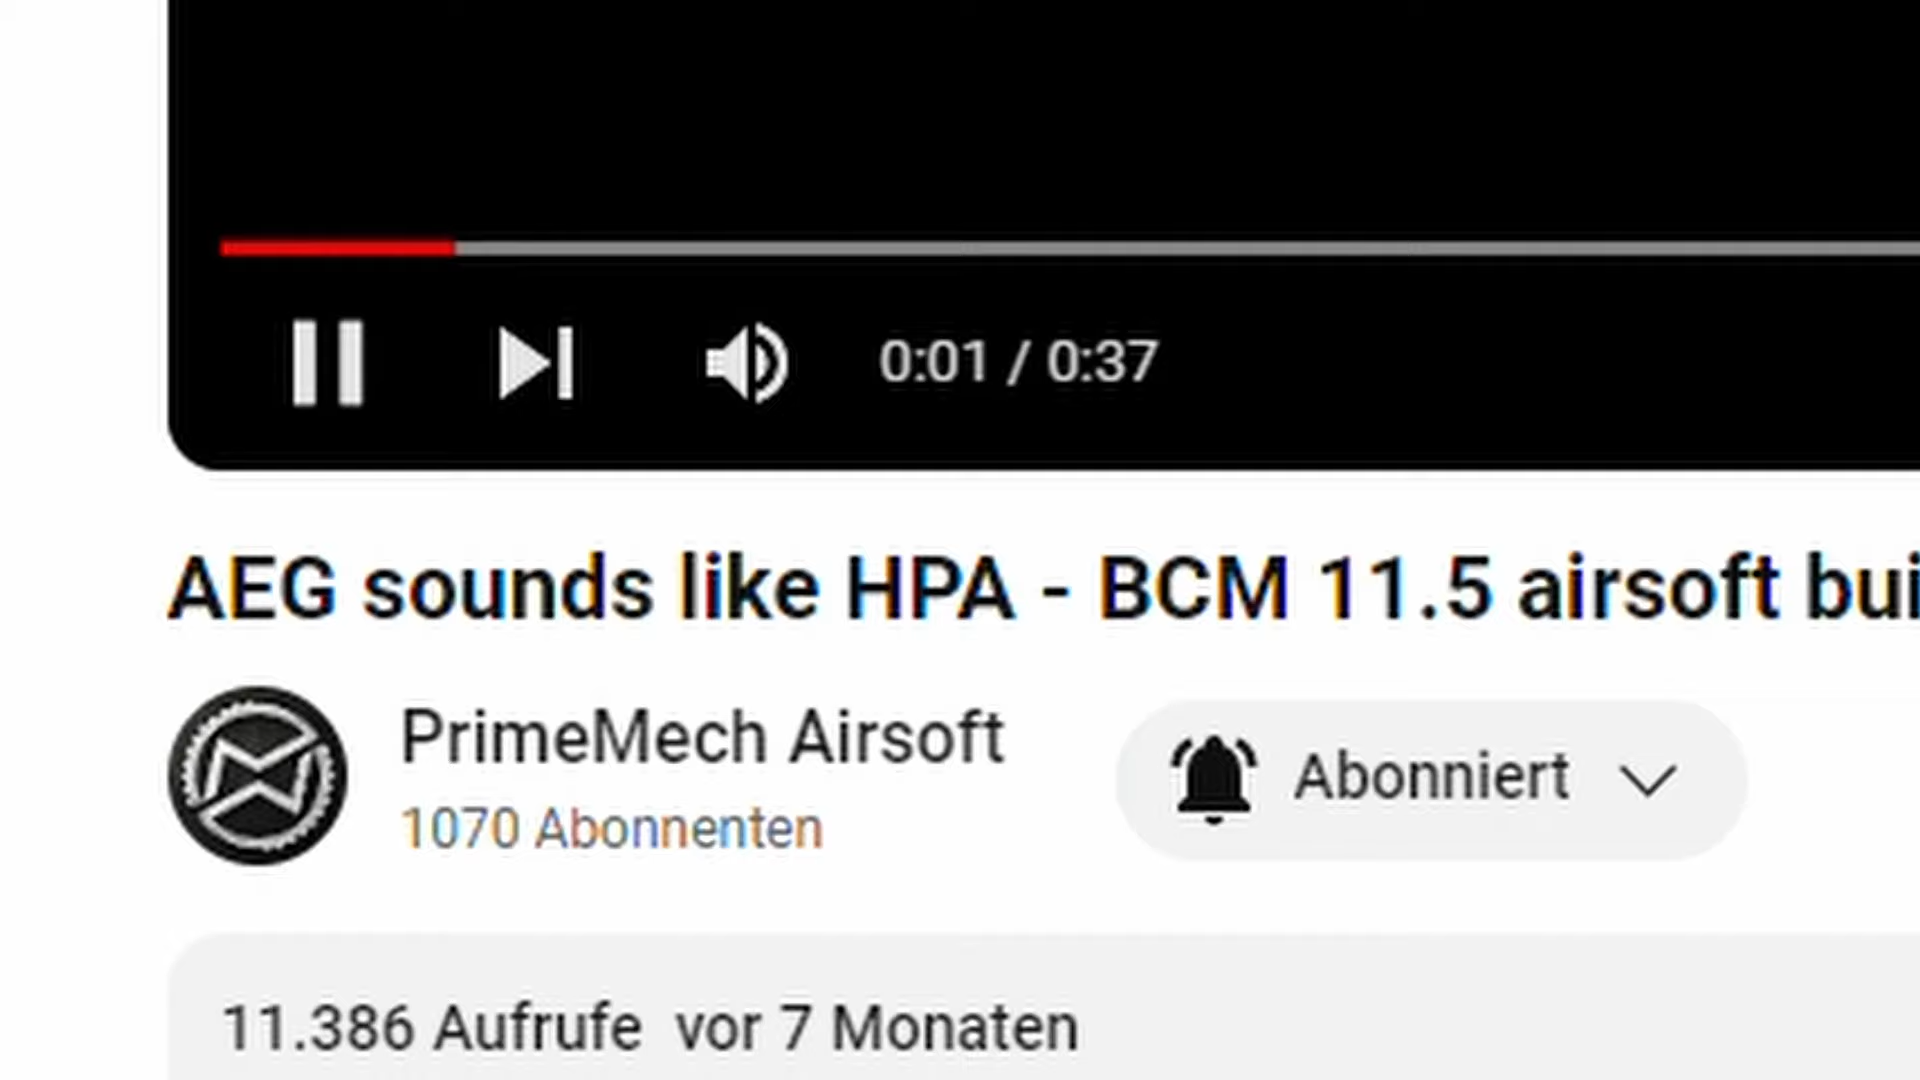 0:01 / 0:37
AEG sounds like HPA - BCM 11.5 airsoft bui
PrimeMech Airsoft
Abonniert
1070 Abonnenten
11.386 Aufrufe vor 7 Monaten